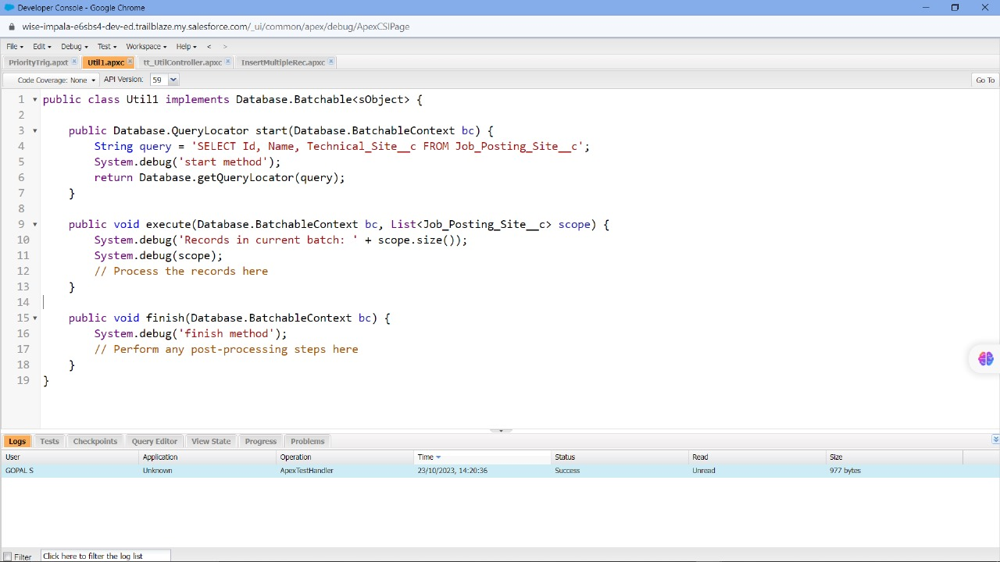 Developer Console - Google Chrome
wise-impala-e6sbs4-dev-ed.trailblaze.my.salesforce.com/_ui/common/apex/debug/ApexCSIPage
File Edit Debug Test Workspace Help < >
PriorityTrig.apxt Util1.apxc tt_UtilController.apxc InsertMultipleRec.apxc
Code Coverage: None API Version: 59 Go To
1 public class Util1 implements Database.Batchable<sObject> {
2
3 public Database.QueryLocator start(Database.BatchableContext bc) {
4 String query = 'SELECT Id, Name, Technical_Site__c FROM Job_Posting_Site__c';
5 System.debug('start method');
6 return Database.getQueryLocator(query);
7 }
8
9 public void execute(Database.BatchableContext bc, List<Job_Posting_Site__c> scope) {
10 System.debug('Records in current batch: ' + scope.size());
11 System.debug(scope);
12 // Process the records here
13 }
14
15 public void finish(Database.BatchableContext bc) {
16 System.debug('finish method');
17 // Perform any post-processing steps here
18 }
19 }
Logs Tests Checkpoints Query Editor View State Progress Problems
User Application Operation Time Status Read Size
GOPAL S Unknown ApexTestHandler 23/10/2023, 14:20:36 Success Unread 977 bytes
Filter Click here to filter the log list